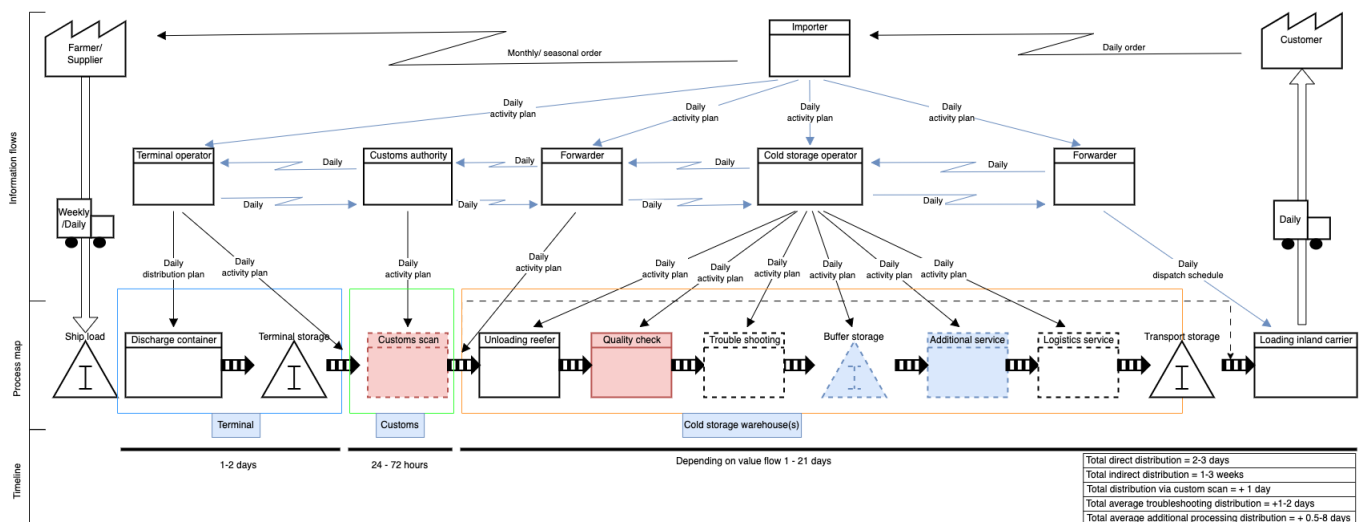 Information flows
Process map
Timeline
Farmer/
Supplier
Importer
Customer
Monthly/ seasonal order
Daily order
Daily
activity plan
Daily
activity plan
Daily
activity plan
Daily
activity plan
Terminal operator
Customs authority
Forwarder
Cold storage operator
Forwarder
Daily
Daily
Daily
Daily
Daily
Daily
Daily
Daily
Weekly
/Daily
Daily
Daily
distribution plan
Daily
activity plan
Daily
activity plan
Daily
activity plan
Daily
activity plan
Daily
activity plan
Daily
activity plan
Daily
activity plan
Daily
activity plan
Daily
activity plan
Daily
dispatch schedule
Ship load
Discharge container
Terminal storage
Customs scan
Unloading reefer
Quality check
Trouble shooting
Buffer storage
Additional service
Logistics service
Transport storage
Loading inland carrier
I
I
I
I
Terminal
Customs
Cold storage warehouse(s)
1-2 days
24 - 72 hours
Depending on value flow 1 - 21 days
Total direct distribution = 2-3 days
Total indirect distribution = 1-3 weeks
Total distribution via custom scan = + 1 day
Total average troubleshooting distribution = +1-2 days
Total average additional processing distribution = + 0.5-8 days